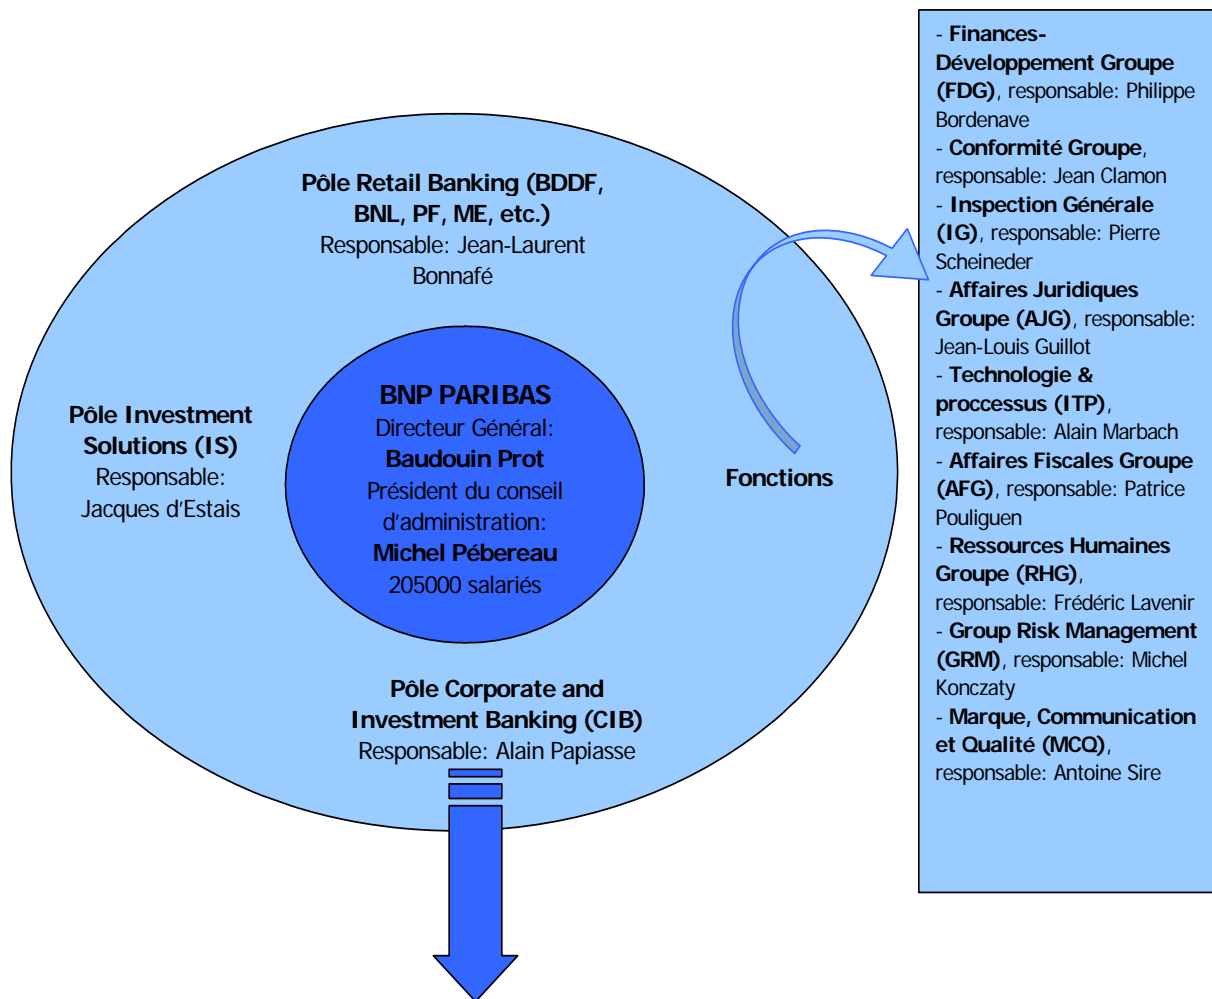 Pôle Retail Banking (BDDF,
BNL, PF, ME, etc.)
Responsable: Jean-Laurent
Bonnafé
Pôle Investment
Solutions (IS)
Responsable:
Jacques d’Estais
BNP PARIBAS
Directeur Général:
Baudouin Prot
Président du conseil
d’administration:
Michel Pébereau
205000 salariés
Fonctions
Pôle Corporate and
Investment Banking (CIB)
Responsable: Alain Papiasse
- Finances-
Développement Groupe
(FDG), responsable: Philippe
Bordenave
- Conformité Groupe,
responsable: Jean Clamon
- Inspection Générale
(IG), responsable: Pierre
Scheineder
- Affaires Juridiques
Groupe (AJG), responsable:
Jean-Louis Guillot
- Technologie &
proccessus (ITP),
responsable: Alain Marbach
- Affaires Fiscales Groupe
(AFG), responsable: Patrice
Pouliguen
- Ressources Humaines
Groupe (RHG),
responsable: Frédéric Lavenir
- Group Risk Management
(GRM), responsable: Michel
Konczaty
- Marque, Communication
et Qualité (MCQ),
responsable: Antoine Sire